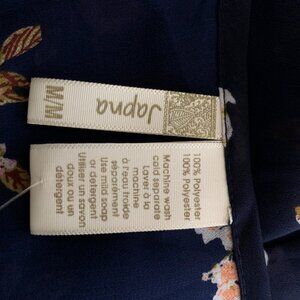 Japna
M/M
100% Polyester
100% Polyester
Machine wash
cold separate
Laver à la
machine
à l'eau froide
séparément
Use mild soap
or detergent
Utiliser un savon
doux ou un
detergent